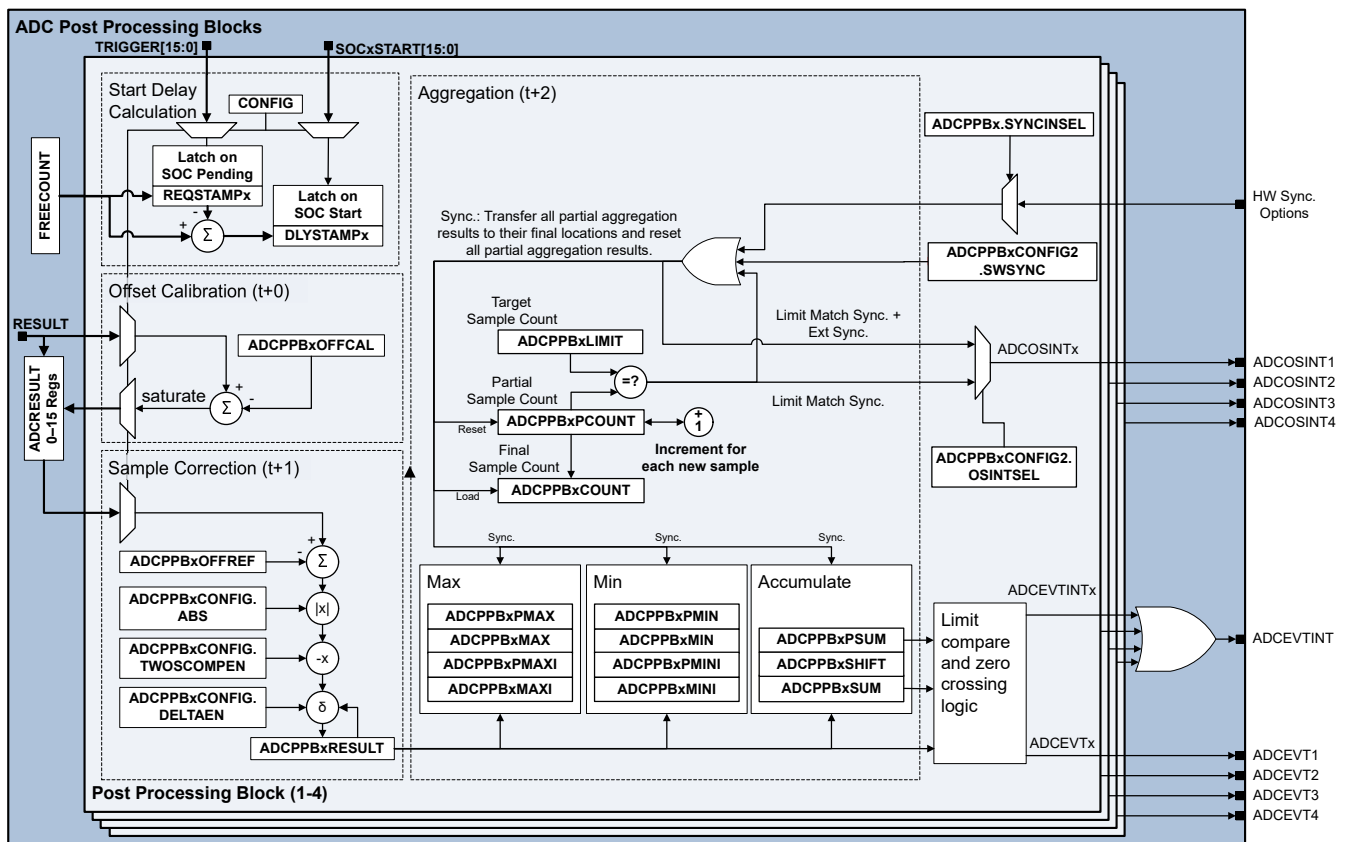 ADC Post Processing Blocks
TRIGGER[15:0]
SOCxSTART[15:0]
Start Delay
Calculation
CONFIG
Latch on
SOC Pending
REQSTAMPx
Latch on
SOC Start
DLYSTAMPx
FREECOUNT
-
+
Σ
Offset Calibration (t+0)
RESULT
ADCPPBxOFFCAL
saturate
+
-
Σ
ADCRESULT
0–15 Regs
Sample Correction (t+1)
+
-
ADCPPBxOFFREF
Σ
ADCPPBxCONFIG.
ABS
|x|
ADCPPBxCONFIG.
TWOSCOMPEN
-x
ADCPPBxCONFIG.
DELTAEN
δ
ADCPPBxRESULT
Post Processing Block (1-4)
Aggregation (t+2)
ADCPPBx.SYNCINSEL
HW Sync.
Options
Sync.: Transfer all partial aggregation
results to their final locations and reset
all partial aggregation results.
ADCPPBxCONFIG2
.SWSYNC
Target
Sample Count
ADCPPBxLIMIT
=?
Limit Match Sync. +
Ext Sync.
Limit Match Sync.
Partial
Sample Count
ADCPPBxPCOUNT
Reset
+
1
Increment for
each new sample
Final
Sample Count
ADCPPBxCOUNT
Load
ADCOSINTx
ADCPPBxCONFIG2.
OSINTSEL
ADCOSINT1
ADCOSINT2
ADCOSINT3
ADCOSINT4
Sync.
Sync.
Sync.
Max
ADCPPBxPMAX
ADCPPBxMAX
ADCPPBxPMAXI
ADCPPBxMAXI
Min
ADCPPBxPMIN
ADCPPBxMIN
ADCPPBxPMINI
ADCPPBxMINI
Accumulate
ADCPPBxPSUM
ADCPPBxSHIFT
ADCPPBxSUM
Limit
compare
and zero
crossing
logic
ADCEVTINTx
ADCEVTINT
ADCEVTx
ADCEVT1
ADCEVT2
ADCEVT3
ADCEVT4